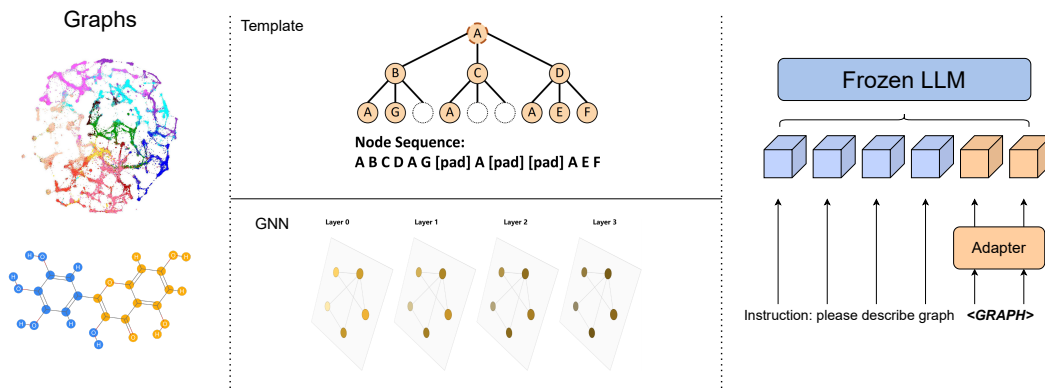 Graphs
Template
A
B C D
A G A A E F
Node Sequence:
A B C D A G [pad] A [pad] [pad] A E F
GNN
Layer 0 Layer 1 Layer 2 Layer 3
Frozen LLM
Adapter
Instruction: please describe graph <GRAPH>